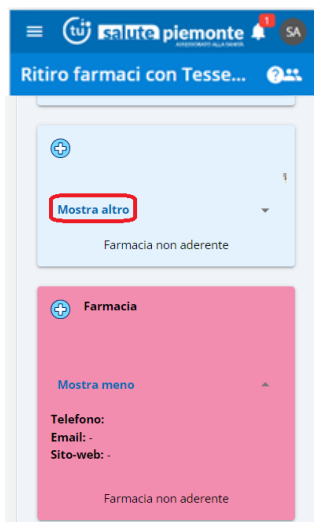 tu salute piemonte 1 SA
ASSESSORATO ALLA SANITÀ
Ritiro farmaci con Tesse... ?
Mostra altro
Farmacia non aderente
Farmacia
Mostra meno
Telefono:
Email: -
Sito-web: -
Farmacia non aderente